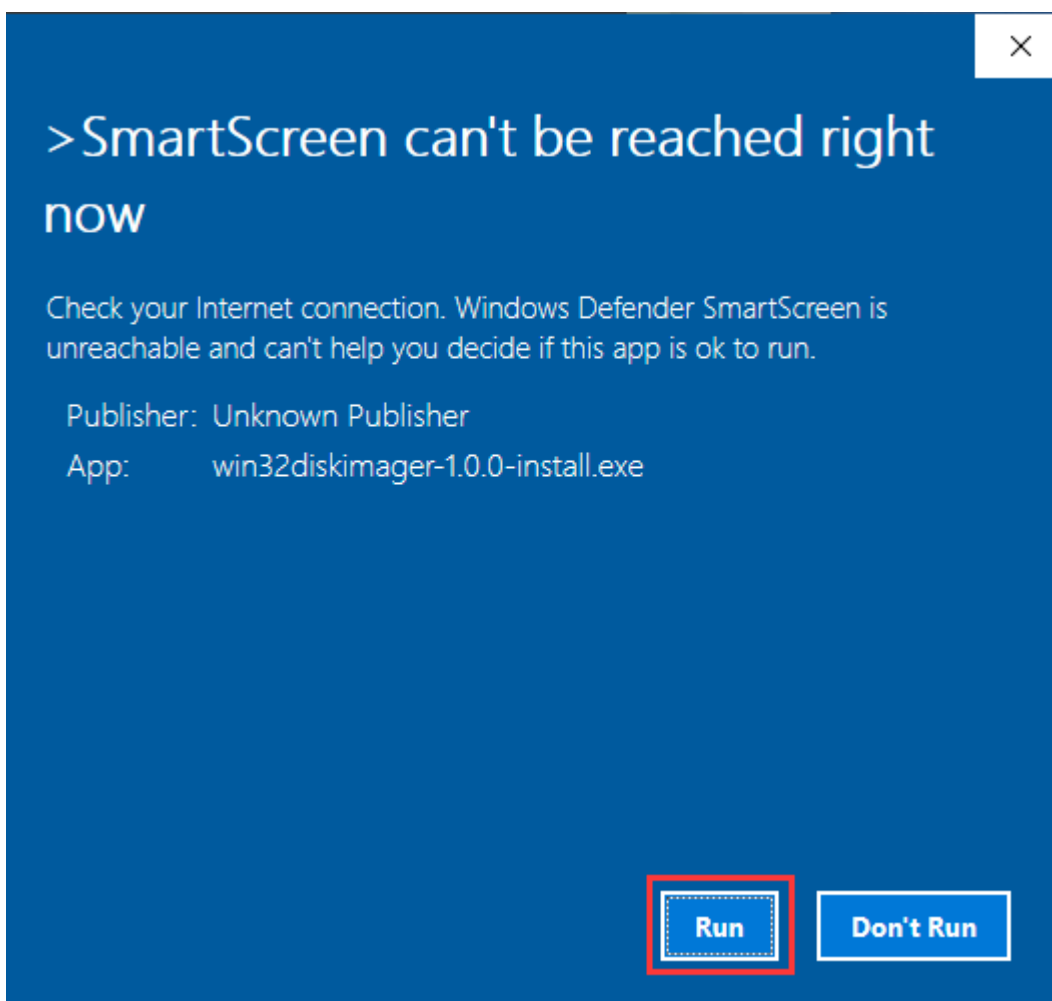 >SmartScreen can't be reached right
now
Check your Internet connection. Windows Defender SmartScreen is
unreachable and can't help you decide if this app is ok to run.
Publisher: Unknown Publisher
App: win32diskimager-1.0.0-install.exe
Run Don't Run